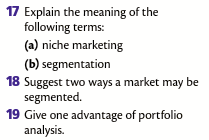 17 Explain the meaning of the
following terms:
(a) niche marketing
(b) segmentation
18 Suggest two ways a market may be
segmented.
19 Give one advantage of portfolio
analysis.